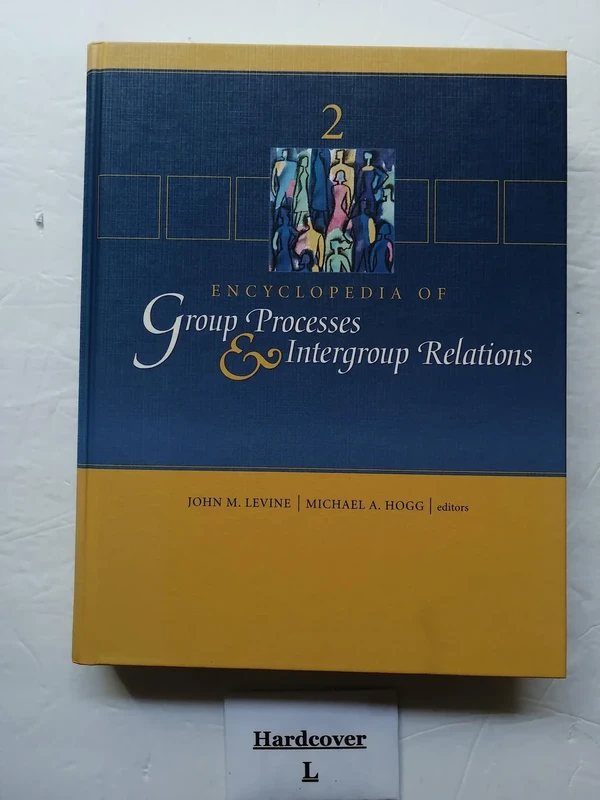 2
ENCYCLOPEDIA OF
Group Processes
& Intergroup Relations
JOHN M. LEVINE | MICHAEL A. HOGG | editors
Hardcover
L